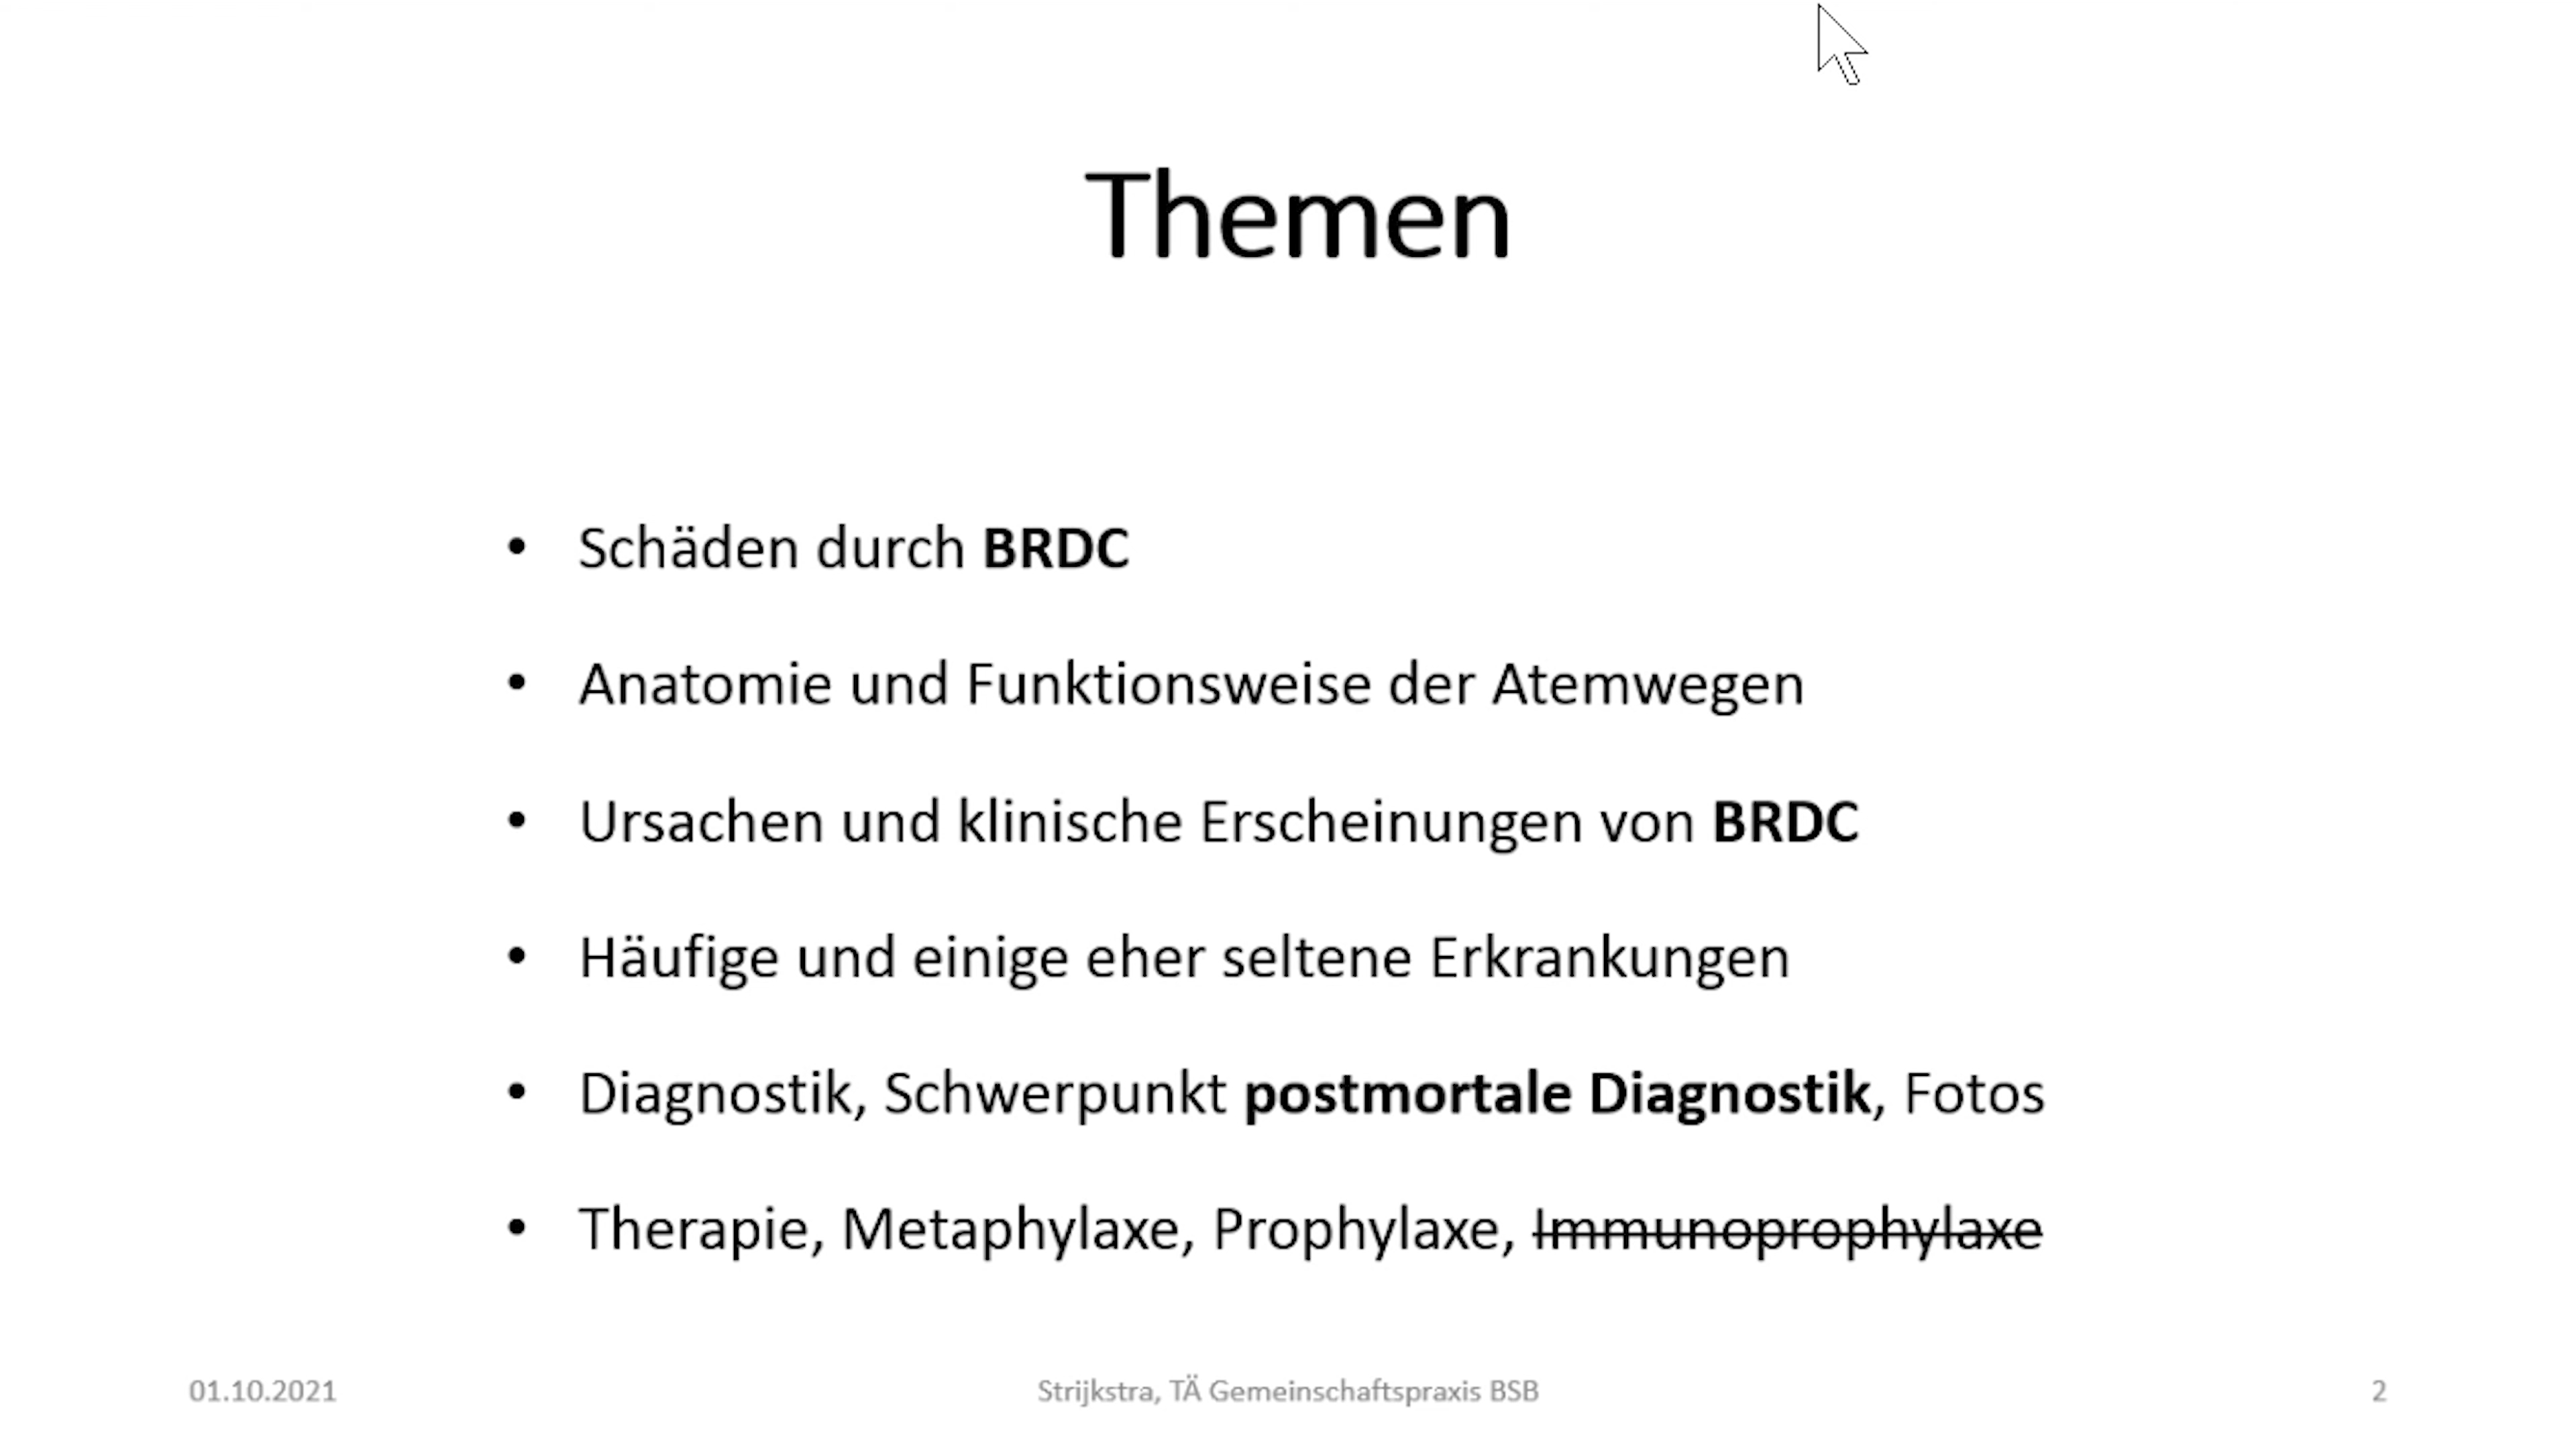 Themen
• Schäden durch BRDC
• Anatomie und Funktionsweise der Atemwegen
• Ursachen und klinische Erscheinungen von BRDC
• Häufige und einige eher seltene Erkrankungen
• Diagnostik, Schwerpunkt postmortale Diagnostik, Fotos
• Therapie, Metaphylaxe, Prophylaxe, Immunoprophylaxe
01.10.2021
Strijkstra, TÄ Gemeinschaftspraxis BSB
2